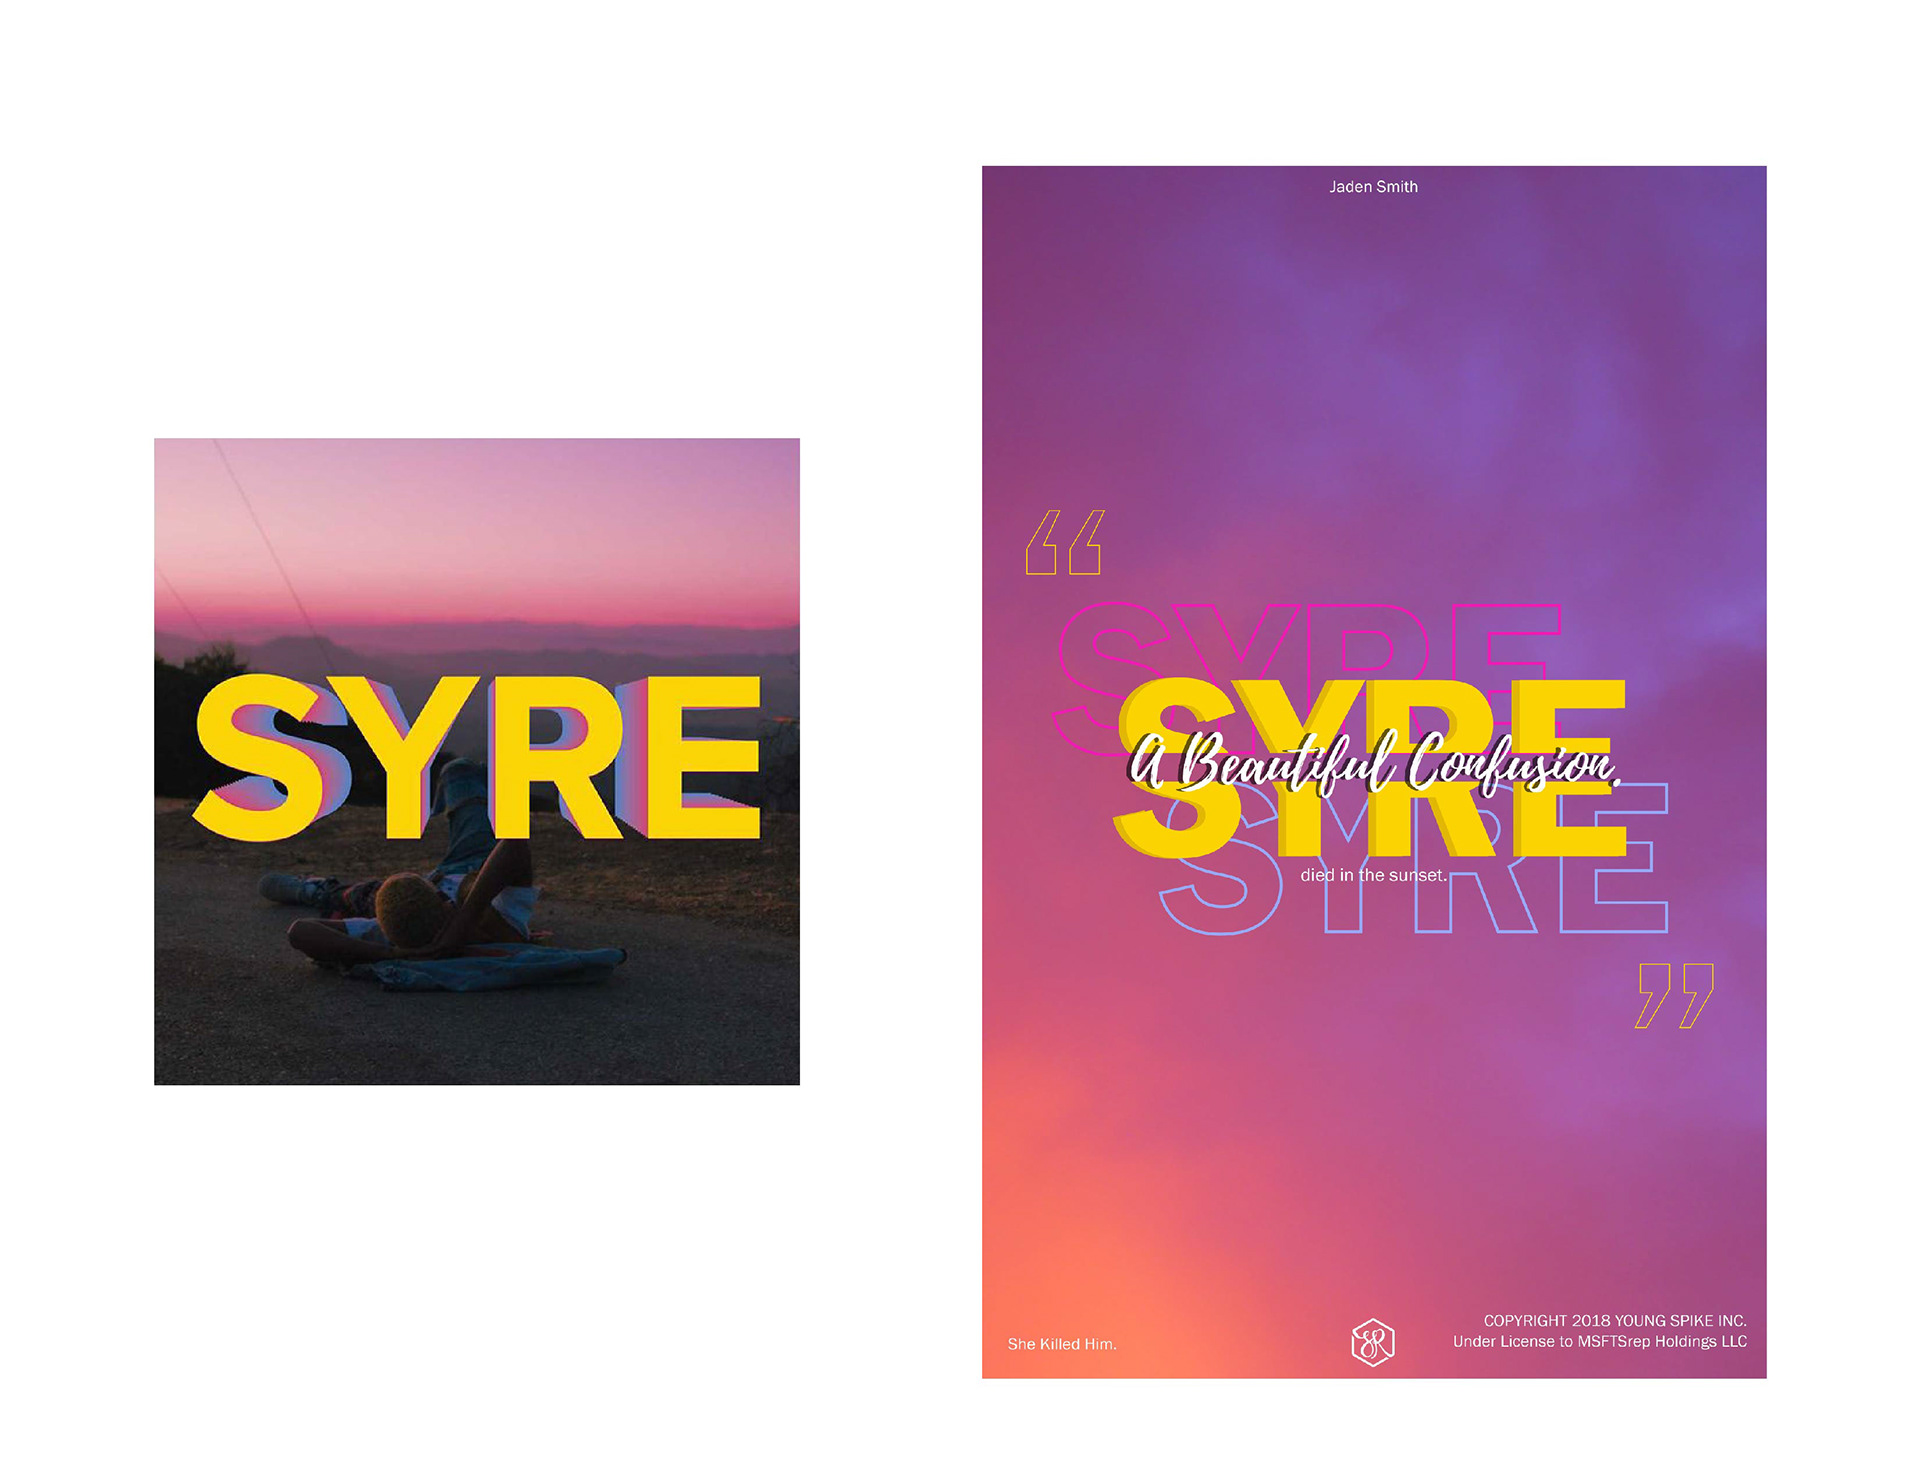 SYRE
Jaden Smith
“
SYRE
SYRE
A Beautiful Confusion.
SYRE
died in the sunset.
”
She Killed Him.
SR
COPYRIGHT 2018 YOUNG SPIKE INC.
Under License to MSFTSrep Holdings LLC